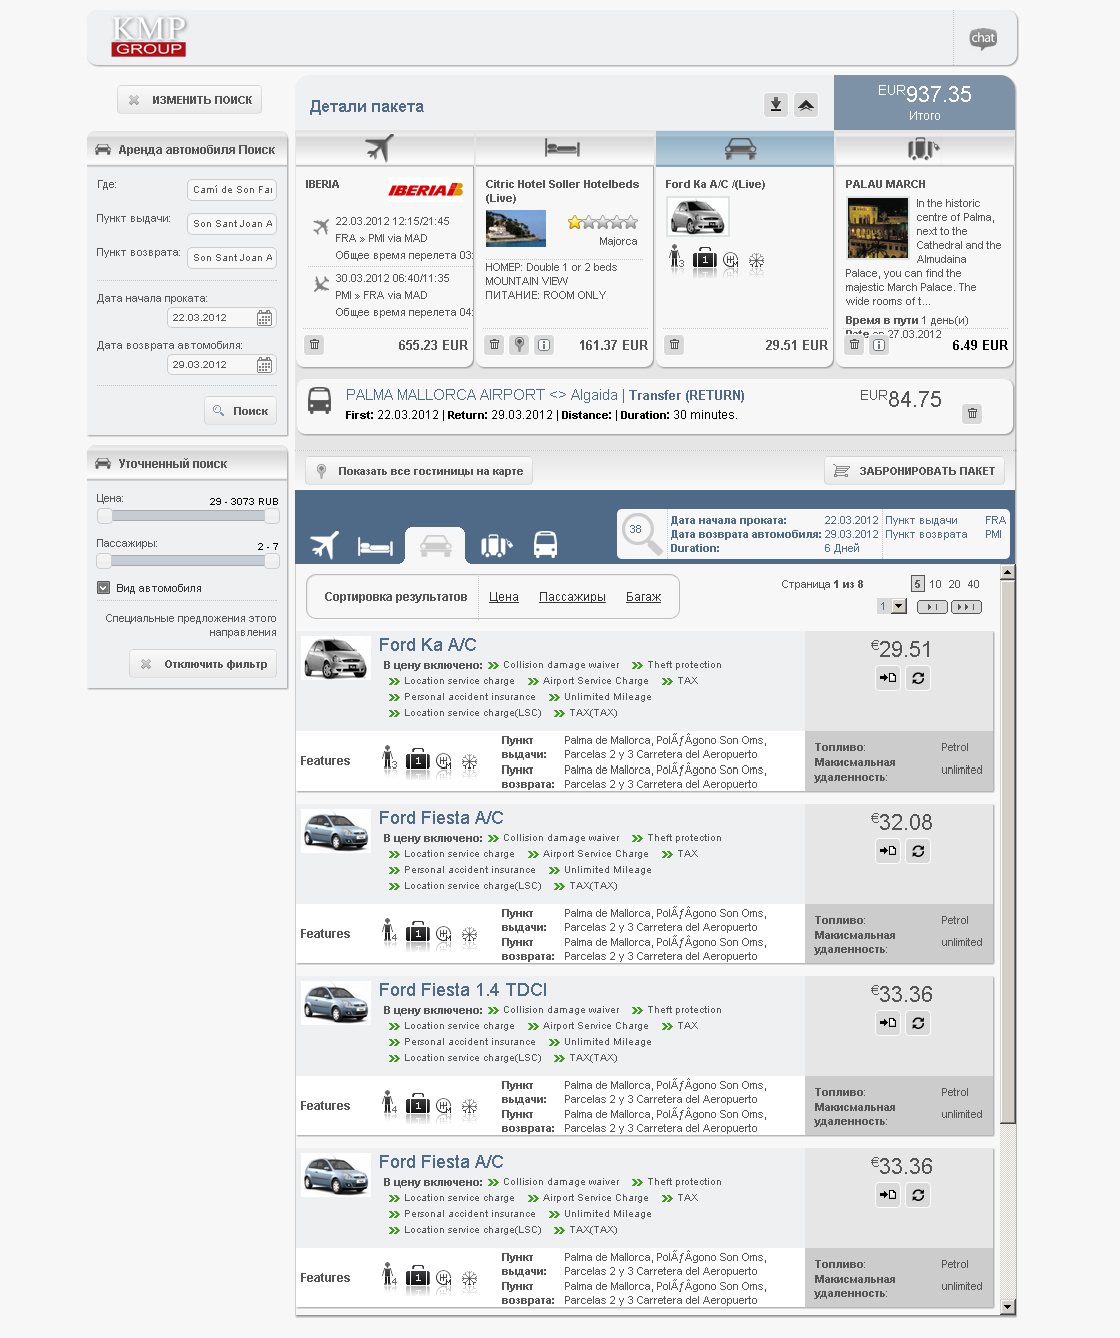 KMP
GROUP
chat
ИЗМЕНИТЬ ПОИСК
Детали пакета
EUR937.35
Итого
Аренда автомобиля Поиск
Где:
Camí de Son Fa
Пункт выдачи:
Son Sant Joan A
Пункт возврата:
Son Sant Joan A
Дата начала проката:
22.03.2012
Дата возврата автомобиля:
29.03.2012
Поиск
IBERIA
IBERIA
22.03.2012 12:15/21:45
FRA » PMI via MAD
Общее время перелета 03:
30.03.2012 06:40/11:35
PMI » FRA via MAD
Общее время перелета 04:
655.23 EUR
Citric Hotel Soller Hotelbeds
(Live)
Majorca
НОМЕР: Double 1 or 2 beds
MOUNTAIN VIEW
ПИТАНИЕ: ROOM ONLY
161.37 EUR
Ford Ka A/C /(Live)
3
1
29.51 EUR
PALAU MARCH
In the historic
centre of Palma,
next to the
Cathedral and the
Almudaina
Palace, you can find the
majestic March Palace. The
wide rooms of t...
Время в пути 1 день(и)
Date on 27.03.2012
6.49 EUR
PALMA MALLORCA AIRPORT <> Algaida | Transfer (RETURN)
First: 22.03.2012 | Return: 29.03.2012 | Distance: | Duration: 30 minutes.
EUR84.75
Показать все гостиницы на карте
ЗАБРОНИРОВАТЬ ПАКЕТ
Уточненный поиск
Цена:
29 - 3073 RUB
Пассажиры:
2 - 7
Вид автомобиля
Специальные предложения этого
направления
Отключить фильтр
38
Дата начала проката: 22.03.2012 Пункт выдачи FRA
Дата возврата автомобиля: 29.03.2012 Пункт возврата PMI
Duration: 6 Дней
Сортировка результатов Цена Пассажиры Багаж
Страница 1 из 8
5 10 20 40
1
Ford Ka A/C
€29.51
В цену включено: Collision damage waiver Theft protection
Location service charge Airport Service Charge TAX
Personal accident insurance Unlimited Mileage
Location service charge(LSC) TAX(TAX)
Features
3
1
Пункт Palma de Mallorca, PolÃƒÂgono Son Oms,
выдачи: Parcelas 2 y 3 Carretera del Aeropuerto
Пункт Palma de Mallorca, PolÃƒÂgono Son Oms,
возврата: Parcelas 2 y 3 Carretera del Aeropuerto
Топливо: Petrol
Макисмальная
удаленность: unlimited
Ford Fiesta A/C
€32.08
В цену включено: Collision damage waiver Theft protection
Location service charge Airport Service Charge TAX
Personal accident insurance Unlimited Mileage
Location service charge(LSC) TAX(TAX)
Features
4
1
Пункт Palma de Mallorca, PolÃƒÂgono Son Oms,
выдачи: Parcelas 2 y 3 Carretera del Aeropuerto
Пункт Palma de Mallorca, PolÃƒÂgono Son Oms,
возврата: Parcelas 2 y 3 Carretera del Aeropuerto
Топливо: Petrol
Макисмальная
удаленность: unlimited
Ford Fiesta 1.4 TDCI
€33.36
В цену включено: Collision damage waiver Theft protection
Location service charge Airport Service Charge TAX
Personal accident insurance Unlimited Mileage
Location service charge(LSC) TAX(TAX)
Features
4
1
Пункт Palma de Mallorca, PolÃƒÂgono Son Oms,
выдачи: Parcelas 2 y 3 Carretera del Aeropuerto
Пункт Palma de Mallorca, PolÃƒÂgono Son Oms,
возврата: Parcelas 2 y 3 Carretera del Aeropuerto
Топливо: Petrol
Макисмальная
удаленность: unlimited
Ford Fiesta A/C
€33.36
В цену включено: Collision damage waiver Theft protection
Location service charge Airport Service Charge TAX
Personal accident insurance Unlimited Mileage
Location service charge(LSC) TAX(TAX)
Features
4
1
Пункт Palma de Mallorca, PolÃƒÂgono Son Oms,
выдачи: Parcelas 2 y 3 Carretera del Aeropuerto
Пункт Palma de Mallorca, PolÃƒÂgono Son Oms,
возврата: Parcelas 2 y 3 Carretera del Aeropuerto
Топливо: Petrol
Макисмальная
удаленность: unlimited